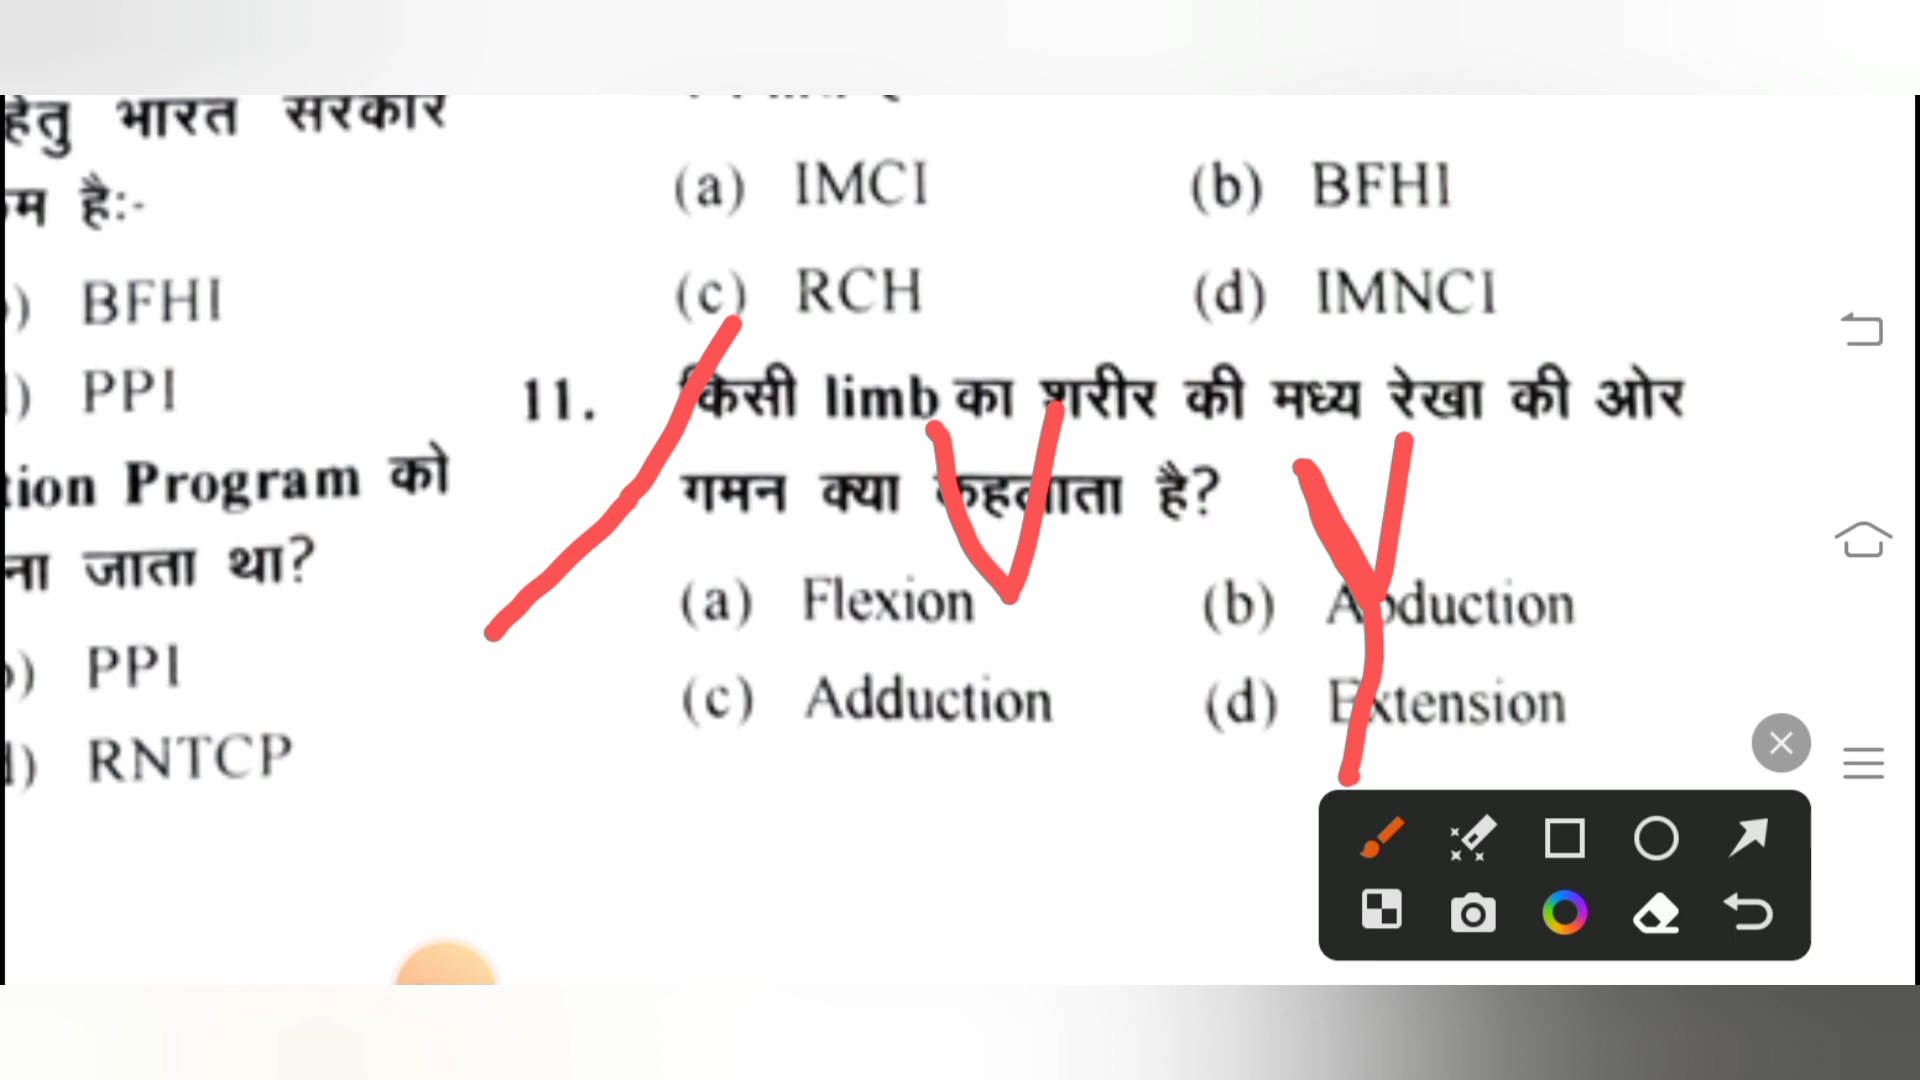 हेतु भारत सरकार
है:-
BFHI
PPI
tion Program को
ना जाता था?
PPI
RNTCP
(a) IMCI (b) BFHI
(c) RCH (d) IMNCI
11. किसी limb का शरीर की मध्य रेखा की ओर
गमन क्या कहलाता है?
(a) Flexion (b) Abduction
(c) Adduction (d) Extension